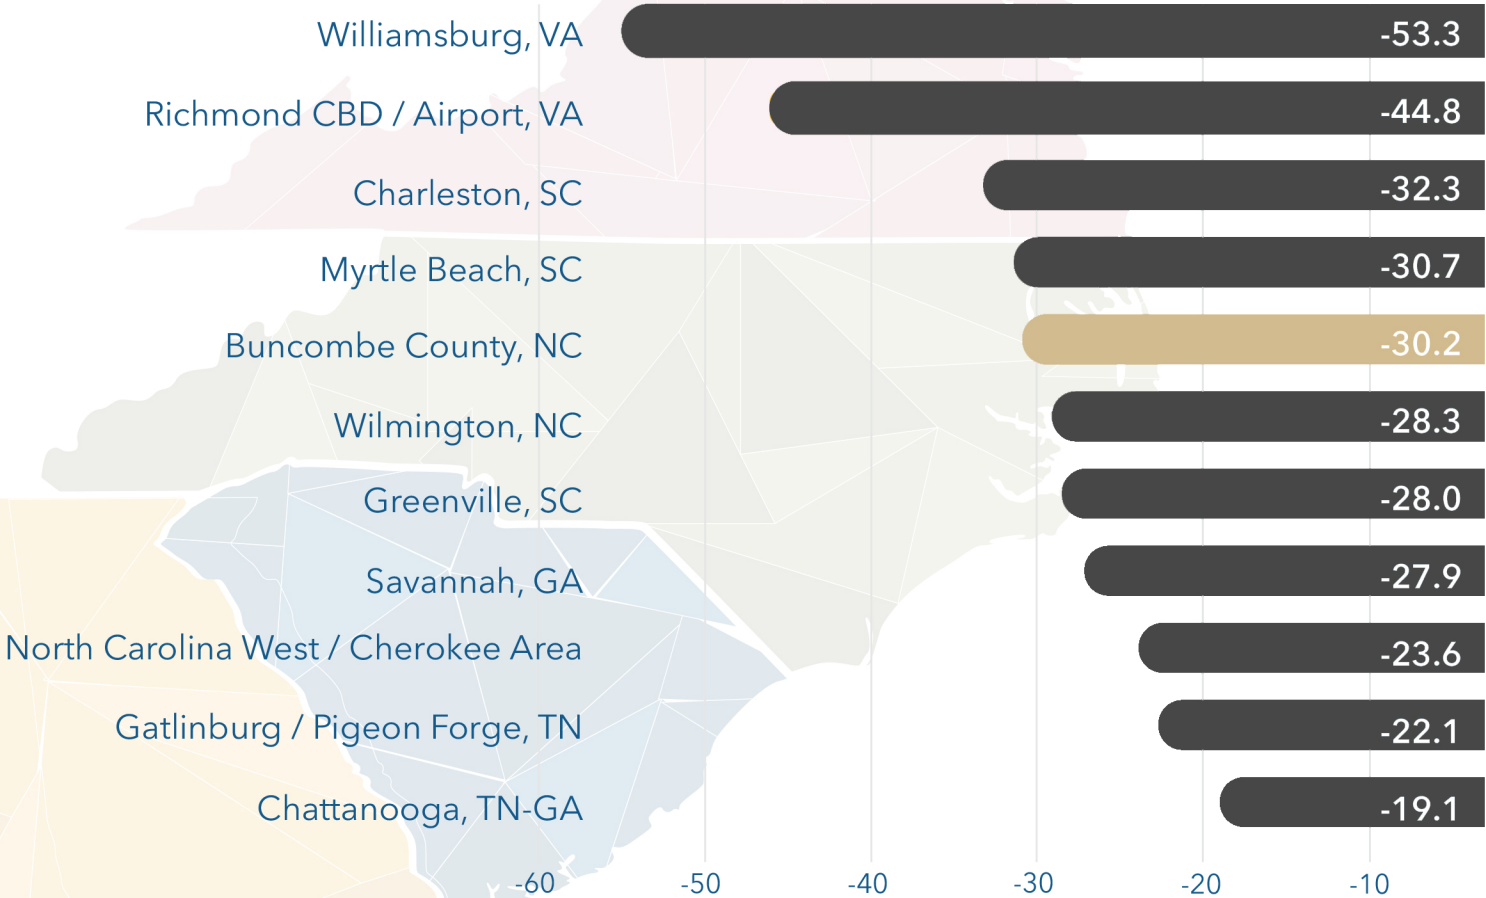 Williamsburg, VA -53.3
Richmond CBD / Airport, VA -44.8
Charleston, SC -32.3
Myrtle Beach, SC -30.7
Buncombe County, NC -30.2
Wilmington, NC -28.3
Greenville, SC -28.0
Savannah, GA -27.9
North Carolina West / Cherokee Area -23.6
Gatlinburg / Pigeon Forge, TN -22.1
Chattanooga, TN-GA -19.1
-60 -50 -40 -30 -20 -10